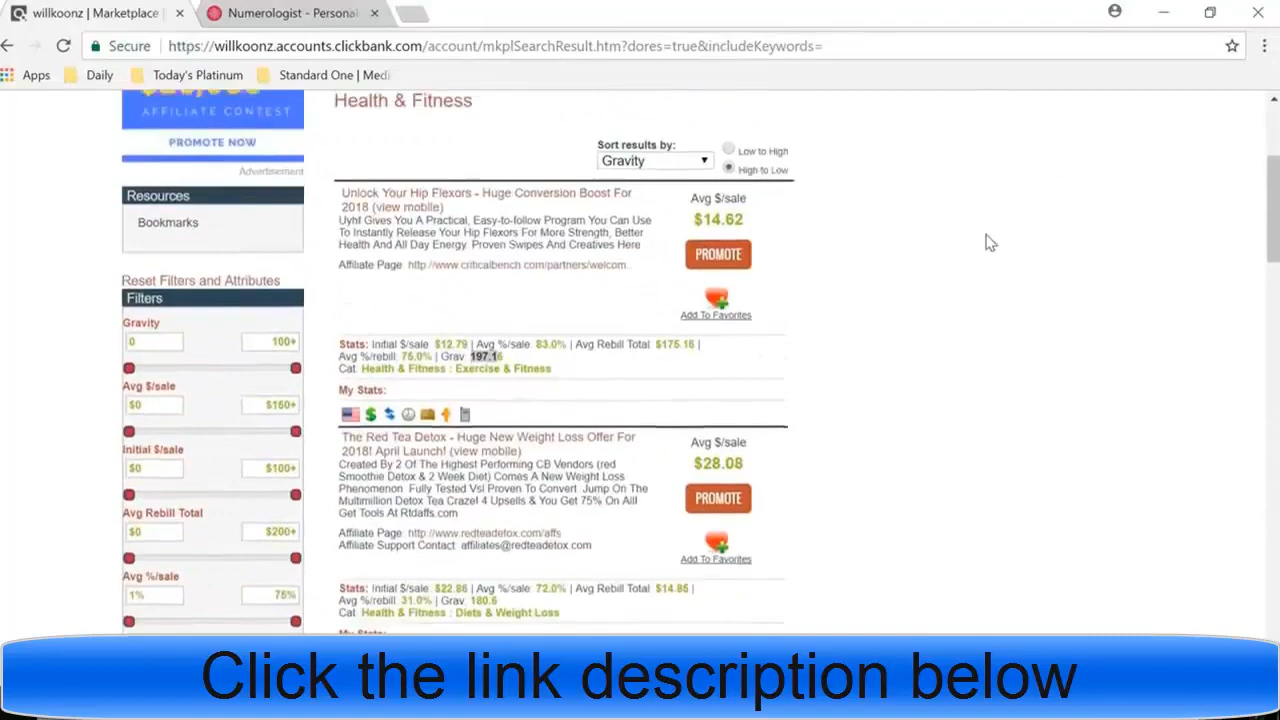 willkoonz | Marketplace
Numerologist - Persona
Secure
https://willkoonz.accounts.clickbank.com/account/mkplSearchResult.htm?dores=true&includeKeywords=
Apps
Daily
Today's Platinum
Standard One | Medi
AFFILIATE CONTEST
PROMOTE NOW
Advertisement
Resources
Bookmarks
Reset Filters and Attributes
Filters
Gravity
0
100+
Avg $/sale
$0
$150+
Initial $/sale
$0
$100+
Avg Rebill Total
$0
$200+
Avg %/sale
1%
75%
Health & Fitness
Sort results by:
Gravity
Low to High
High to Low
Unlock Your Hip Flexors - Huge Conversion Boost For
2018 (view mobile)
Uyhf Gives You A Practical, Easy-to-follow Program You Can Use
To Instantly Release Your Hip Flexors For More Strength, Better
Health And All Day Energy Proven Swipes And Creatives Here
Affiliate Page: http://www.criticalbench.com/partners/welcom
Avg $/sale
$14.62
PROMOTE
Add To Favorites
Stats: Initial $/sale $12.79 | Avg %/sale 83.0% | Avg Rebill Total $175.16 |
Avg %/rebill 75.0% | Grav 197.16
Cat Health & Fitness : Exercise & Fitness
My Stats:
The Red Tea Detox - Huge New Weight Loss Offer For
2018! April Launch! (view mobile)
Created By 2 Of The Highest Performing CB Vendors (red
Smoothie Detox & 2 Week Diet) Comes A New Weight Loss
Phenomenon Fully Tested Vsl Proven To Convert Jump On The
Multimillion Detox Tea Craze! 4 Upsells & You Get 75% On All!
Get Tools At Rtdaffs.com
Affiliate Page: http://www.redteadetox.com/affs
Affiliate Support Contact affiliates@redteadetox.com
Avg $/sale
$28.08
PROMOTE
Add To Favorites
Stats: Initial $/sale $22.86 | Avg %/sale 72.0% | Avg Rebill Total $14.85 |
Avg %/rebill 31.0% | Grav 180.6
Cat Health & Fitness : Diets & Weight Loss
Click the link description below